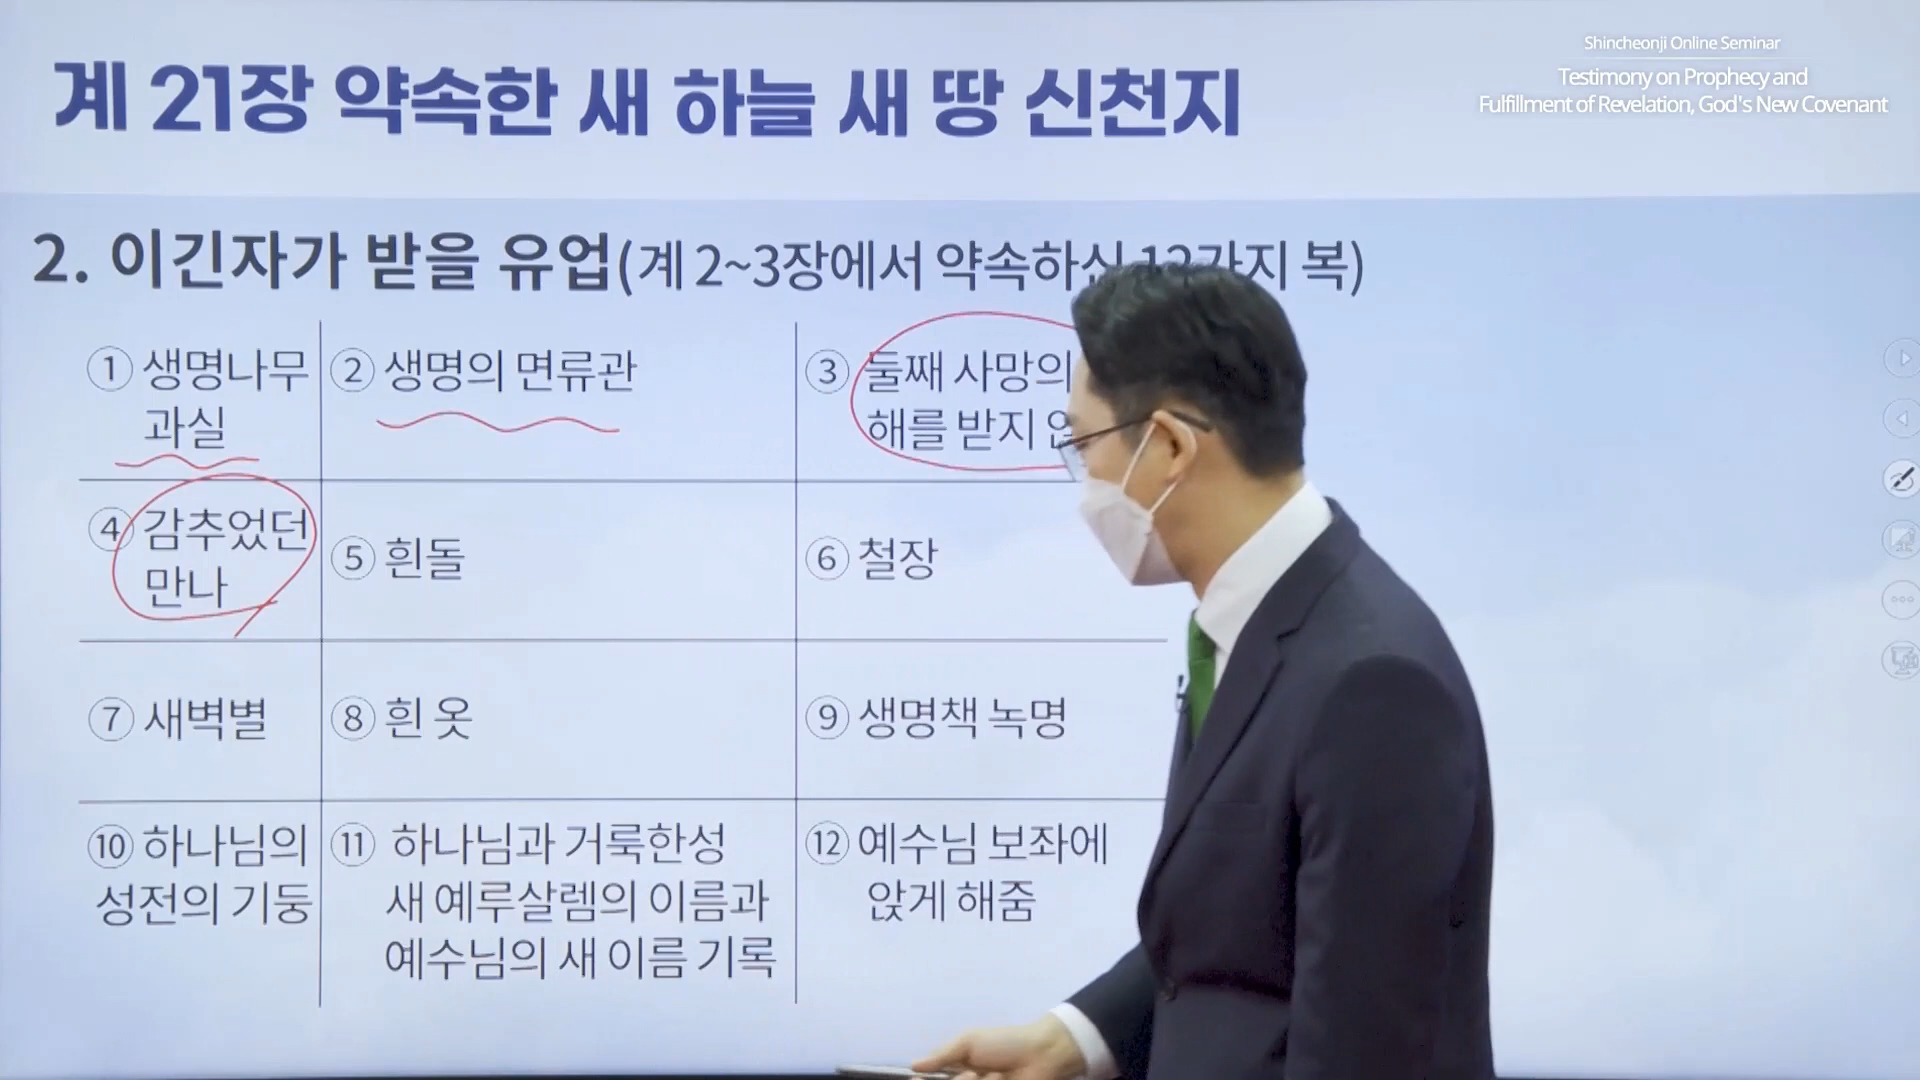 Shincheonji Online Seminar
Testimony on Prophecy and
Fulfillment of Revelation, God's New Covenant
계 21장 약속한 새 하늘 새 땅 신천지
2. 이긴자가 받을 유업(계 2~3장에서 약속하신 12가지 복)
① 생명나무
과실
② 생명의 면류관
③ 둘째 사망의
해를 받지
④ 감추었던
만나
⑤ 흰돌
⑥ 철장
⑦ 새벽별
⑧ 흰 옷
⑨ 생명책 녹명
⑩ 하나님의
성전의 기둥
⑪ 하나님과 거룩한성
새 예루살렘의 이름과
예수님의 새 이름 기록
⑫ 예수님 보좌에
앉게 해줌